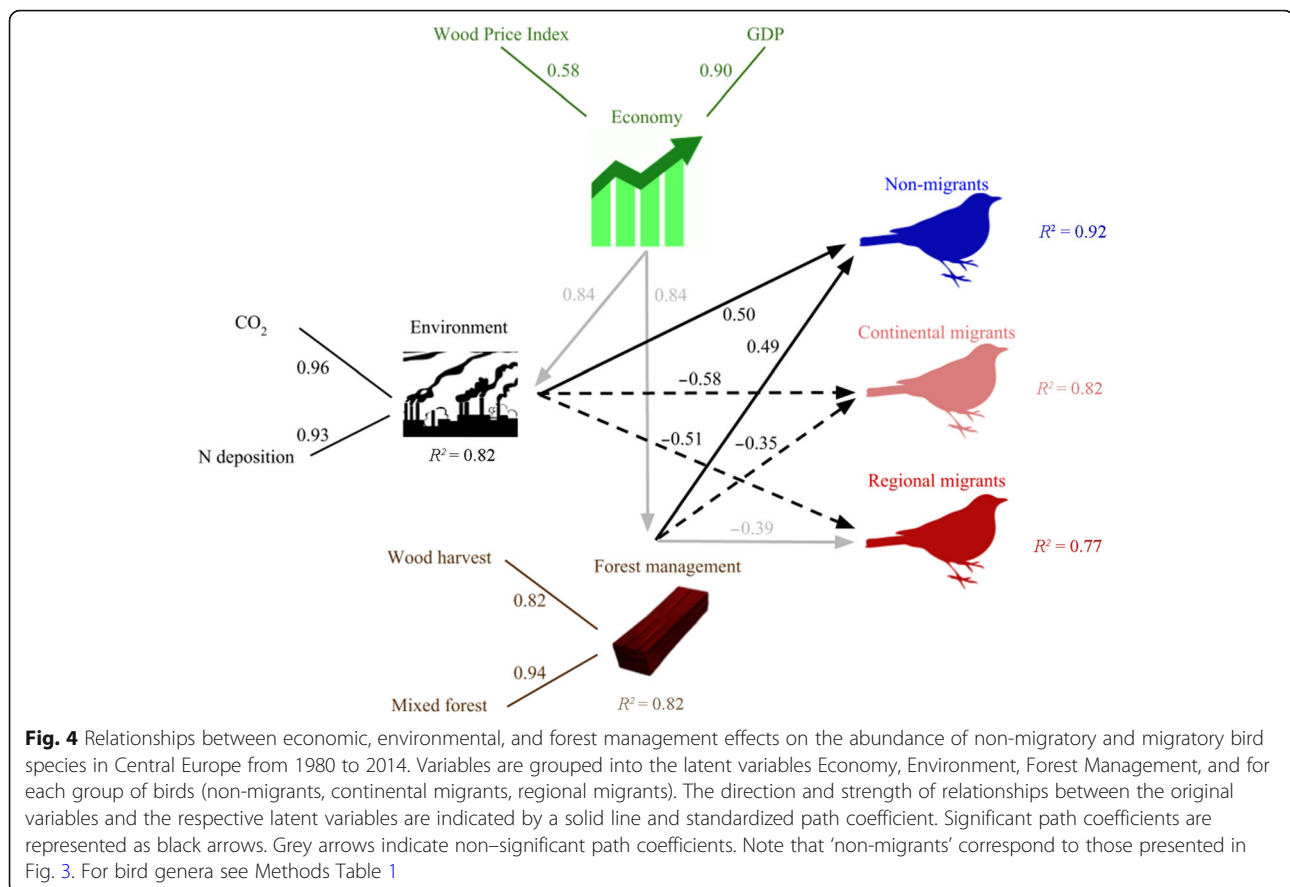 Wood Price Index
GDP
0.58
0.90
Economy
Non-migrants
R² = 0.92
0.84
0.84
CO₂
Environment
0.50
Continental migrants
0.96
0.49
−0.58
R² = 0.82
0.93
N deposition
−0.51
−0.35
R² = 0.82
Regional migrants
−0.39
R² = 0.77
Wood harvest
Forest management
0.82
0.94
Mixed forest
R² = 0.82
Fig. 4 Relationships between economic, environmental, and forest management effects on the abundance of non-migratory and migratory bird
species in Central Europe from 1980 to 2014. Variables are grouped into the latent variables Economy, Environment, Forest Management, and for
each group of birds (non-migrants, continental migrants, regional migrants). The direction and strength of relationships between the original
variables and the respective latent variables are indicated by a solid line and standardized path coefficient. Significant path coefficients are
represented as black arrows. Grey arrows indicate non–significant path coefficients. Note that ‘non-migrants’ correspond to those presented in
Fig. 3. For bird genera see Methods Table 1